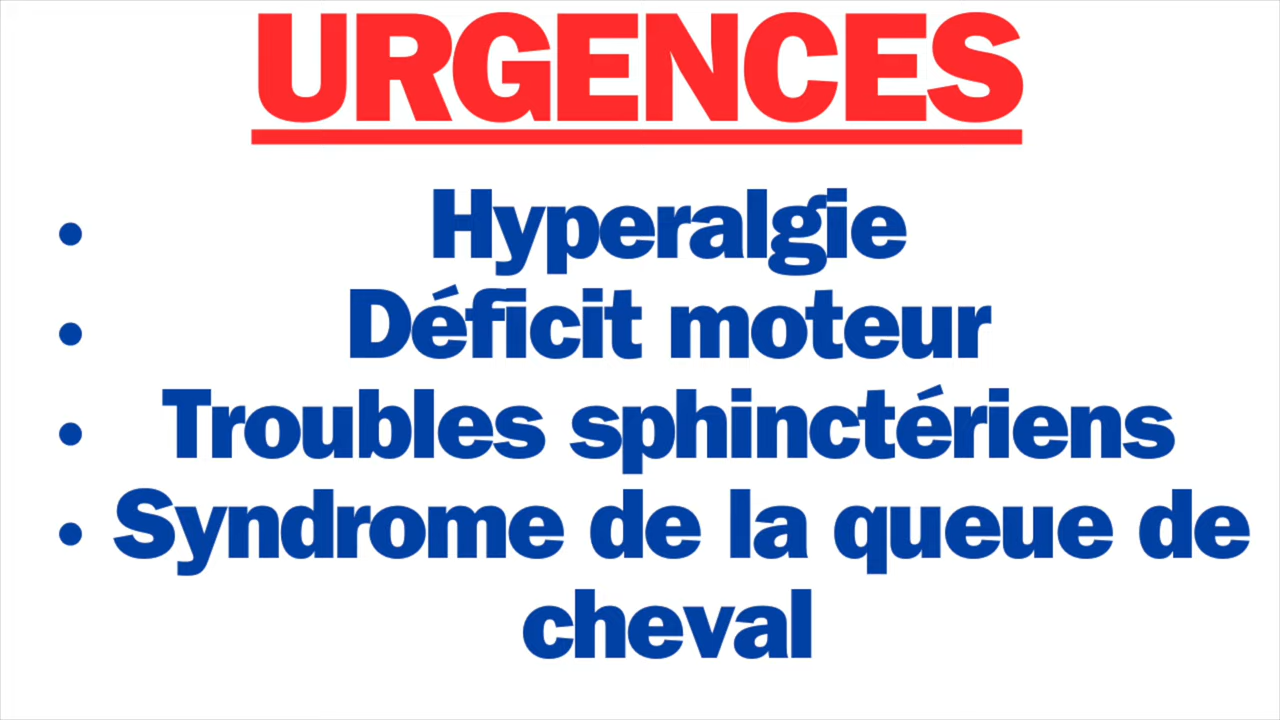 URGENCES
• Hyperalgie
• Déficit moteur
• Troubles sphinctériens
• Syndrome de la queue de
cheval